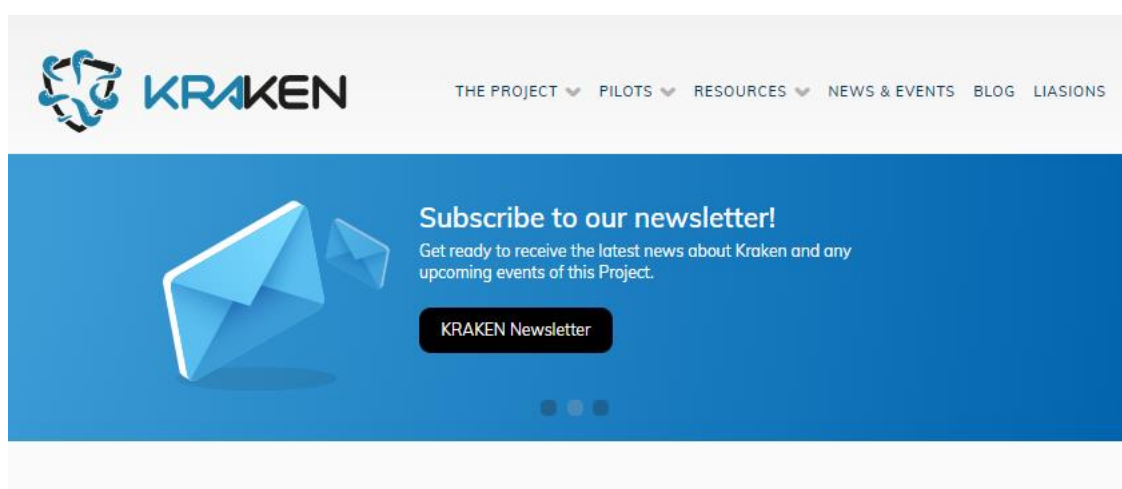 KRAKEN
THE PROJECT PILOTS RESOURCES NEWS & EVENTS BLOG LIASIONS
Subscribe to our newsletter!
Get ready to receive the latest news about Kraken and any
upcoming events of this Project.
KRAKEN Newsletter